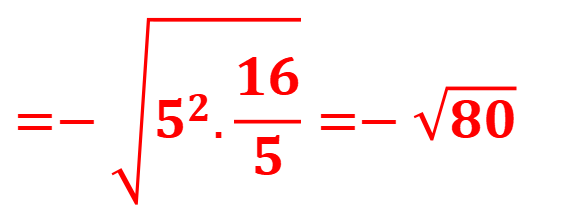 =− √(5² . 16/5) =− √80